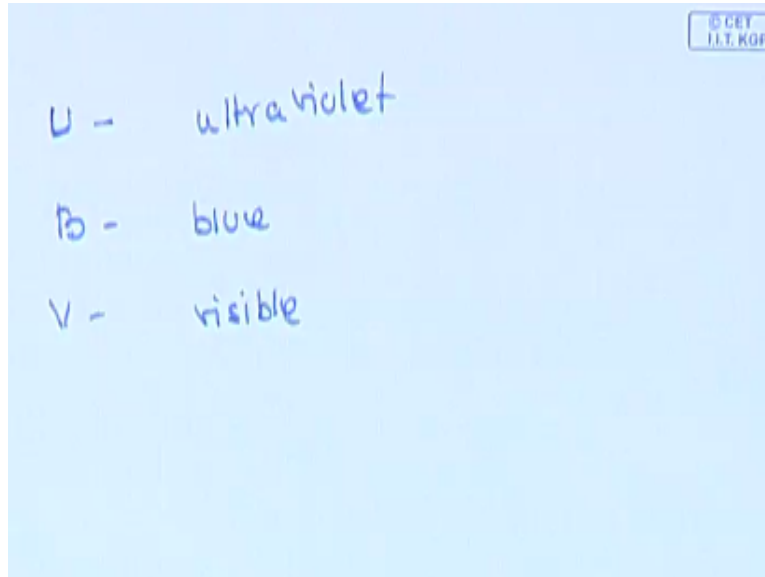 © CET
I.I.T. KGP
U - ultraviolet
B - blue
V - visible